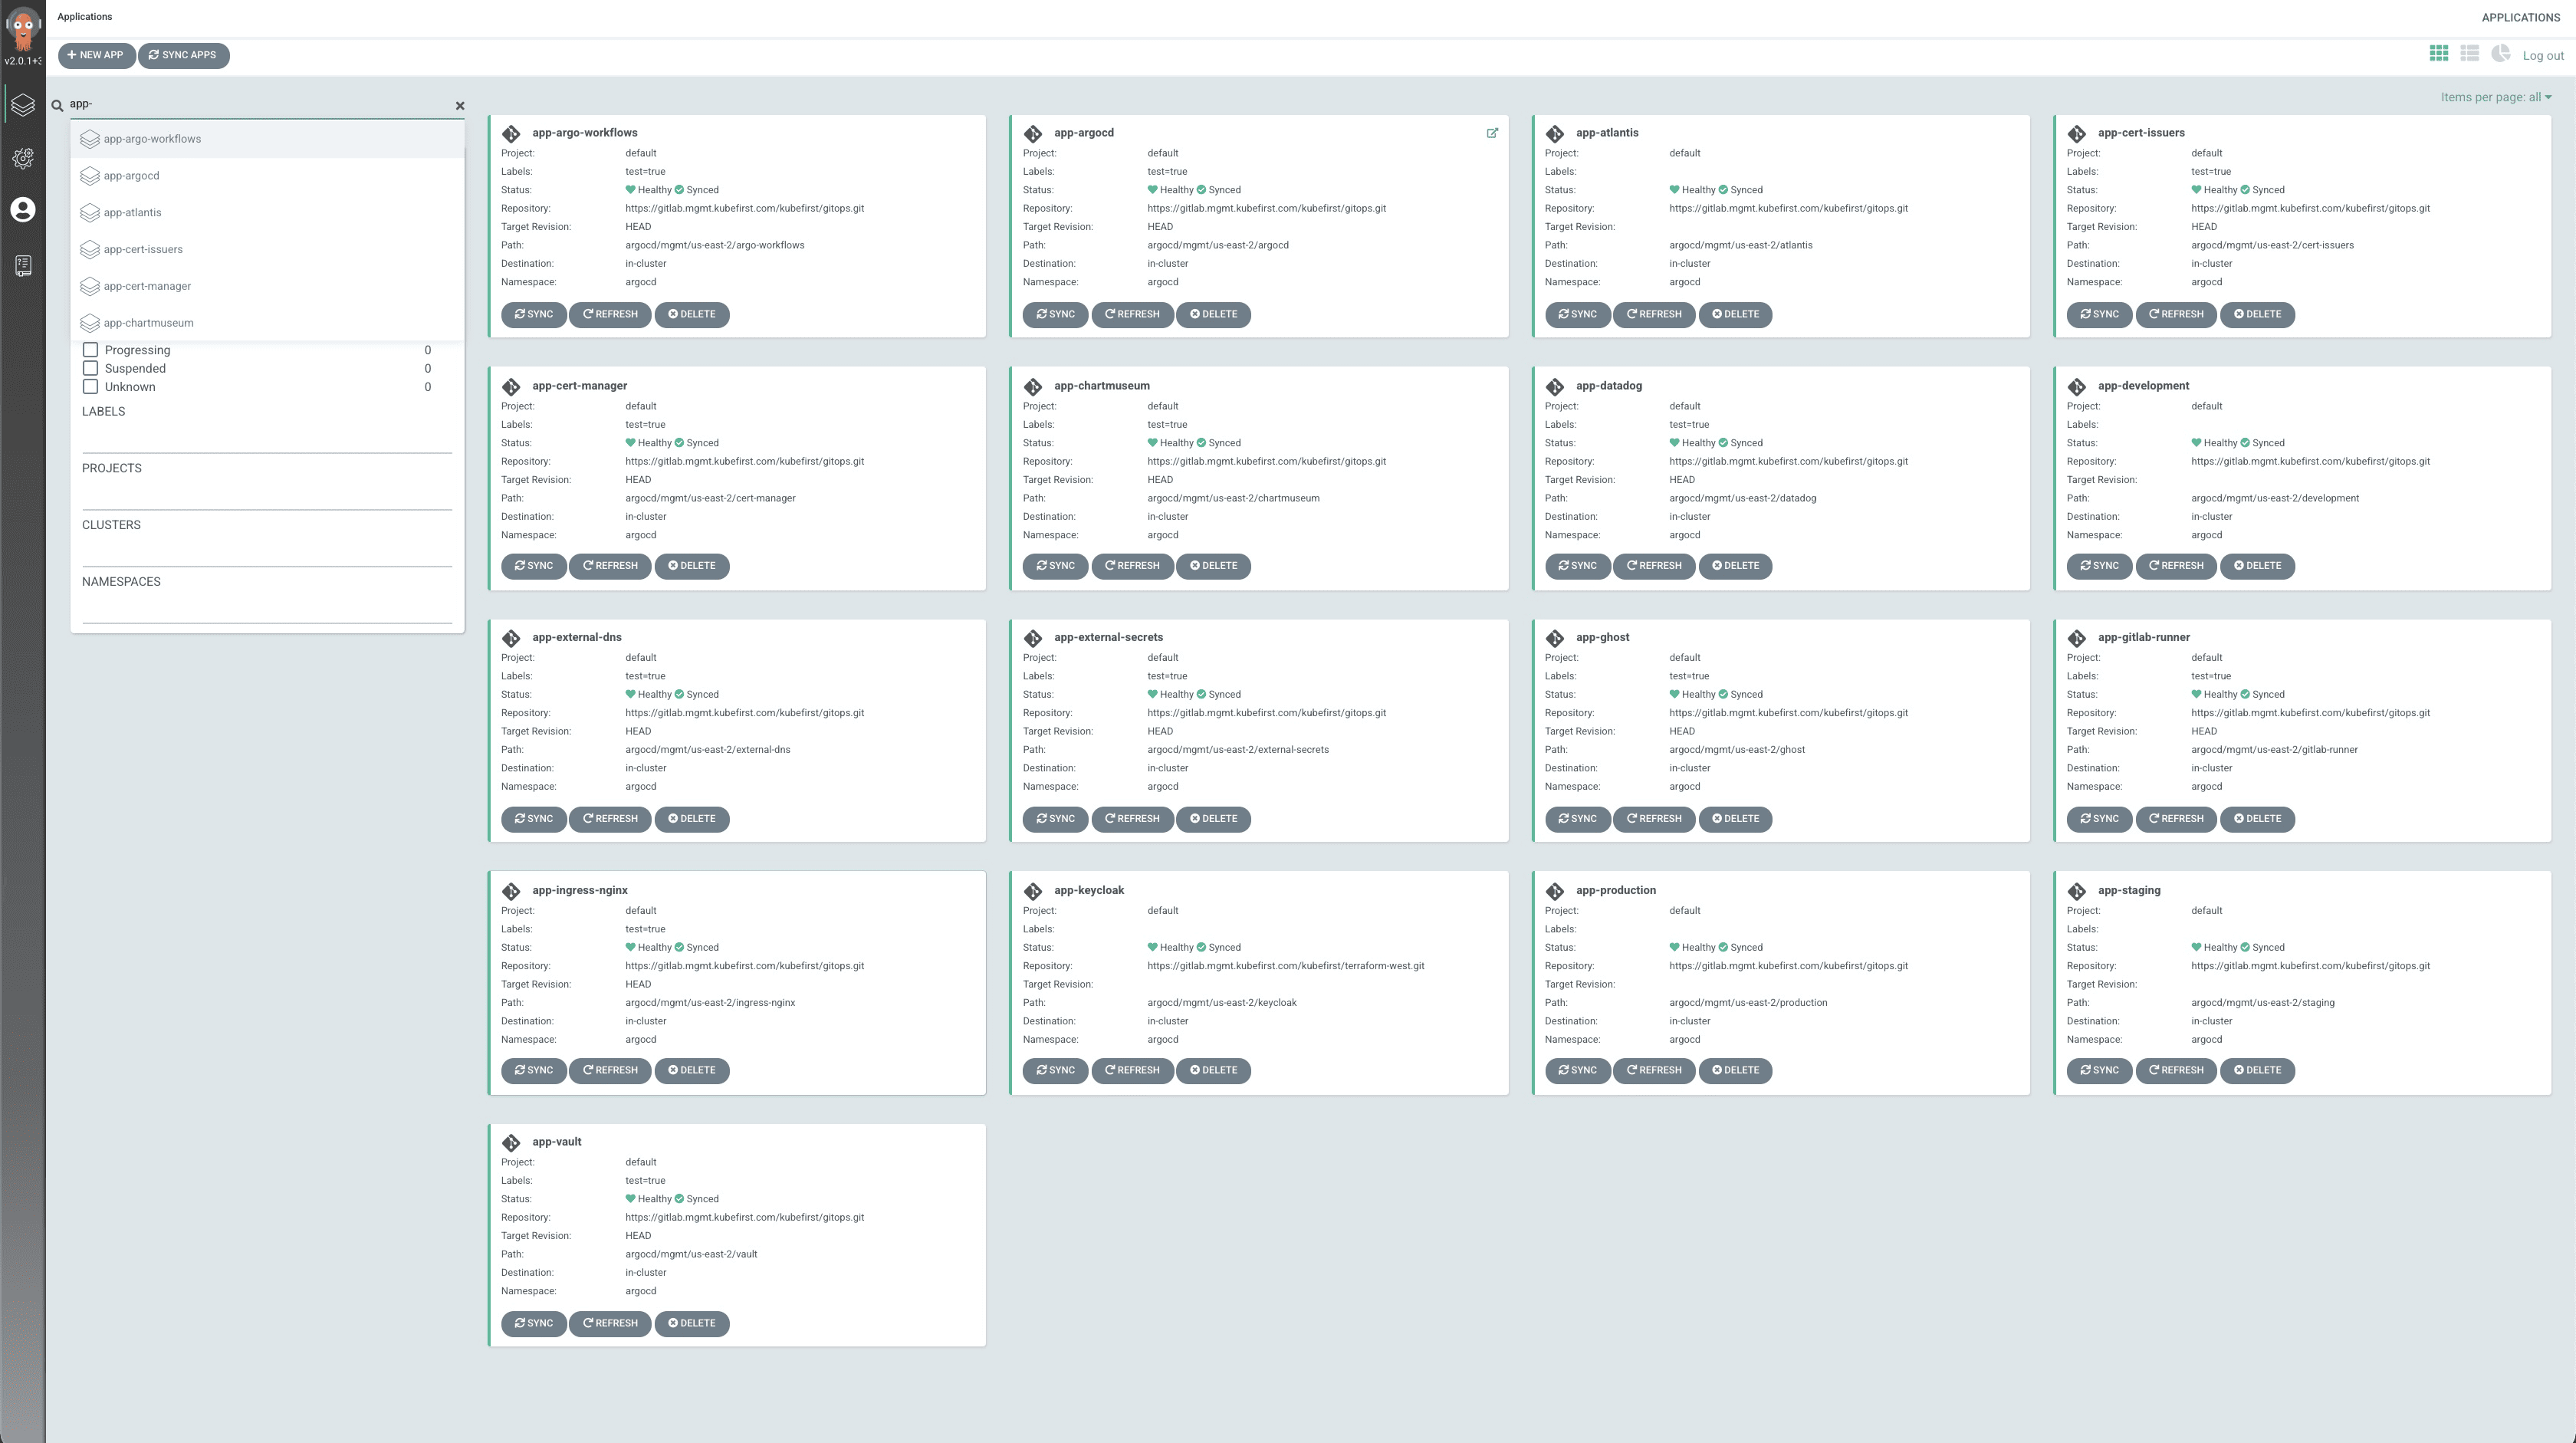 Applications
APPLICATIONS
v2.0.1+3
NEW APP
SYNC APPS
Log out
app-
Items per page: all
app-argo-workflows
app-argocd
app-atlantis
app-cert-issuers
app-cert-manager
app-chartmuseum
Progressing 0
Suspended 0
Unknown 0
LABELS
PROJECTS
CLUSTERS
NAMESPACES
app-argo-workflows
Project: default
Labels: test=true
Status: Healthy Synced
Repository: https://gitlab.mgmt.kubefirst.com/kubefirst/gitops.git
Target Revision: HEAD
Path: argocd/mgmt/us-east-2/argo-workflows
Destination: in-cluster
Namespace: argocd
SYNC REFRESH DELETE
app-argocd
Project: default
Labels: test=true
Status: Healthy Synced
Repository: https://gitlab.mgmt.kubefirst.com/kubefirst/gitops.git
Target Revision: HEAD
Path: argocd/mgmt/us-east-2/argocd
Destination: in-cluster
Namespace: argocd
SYNC REFRESH DELETE
app-atlantis
Project: default
Labels:
Status: Healthy Synced
Repository: https://gitlab.mgmt.kubefirst.com/kubefirst/gitops.git
Target Revision:
Path: argocd/mgmt/us-east-2/atlantis
Destination: in-cluster
Namespace: argocd
SYNC REFRESH DELETE
app-cert-issuers
Project: default
Labels: test=true
Status: Healthy Synced
Repository: https://gitlab.mgmt.kubefirst.com/kubefirst/gitops.git
Target Revision: HEAD
Path: argocd/mgmt/us-east-2/cert-issuers
Destination: in-cluster
Namespace: argocd
SYNC REFRESH DELETE
app-cert-manager
Project: default
Labels: test=true
Status: Healthy Synced
Repository: https://gitlab.mgmt.kubefirst.com/kubefirst/gitops.git
Target Revision: HEAD
Path: argocd/mgmt/us-east-2/cert-manager
Destination: in-cluster
Namespace: argocd
SYNC REFRESH DELETE
app-chartmuseum
Project: default
Labels: test=true
Status: Healthy Synced
Repository: https://gitlab.mgmt.kubefirst.com/kubefirst/gitops.git
Target Revision: HEAD
Path: argocd/mgmt/us-east-2/chartmuseum
Destination: in-cluster
Namespace: argocd
SYNC REFRESH DELETE
app-datadog
Project: default
Labels: test=true
Status: Healthy Synced
Repository: https://gitlab.mgmt.kubefirst.com/kubefirst/gitops.git
Target Revision: HEAD
Path: argocd/mgmt/us-east-2/datadog
Destination: in-cluster
Namespace: argocd
SYNC REFRESH DELETE
app-development
Project: default
Labels:
Status: Healthy Synced
Repository: https://gitlab.mgmt.kubefirst.com/kubefirst/gitops.git
Target Revision:
Path: argocd/mgmt/us-east-2/development
Destination: in-cluster
Namespace: argocd
SYNC REFRESH DELETE
app-external-dns
Project: default
Labels: test=true
Status: Healthy Synced
Repository: https://gitlab.mgmt.kubefirst.com/kubefirst/gitops.git
Target Revision: HEAD
Path: argocd/mgmt/us-east-2/external-dns
Destination: in-cluster
Namespace: argocd
SYNC REFRESH DELETE
app-external-secrets
Project: default
Labels: test=true
Status: Healthy Synced
Repository: https://gitlab.mgmt.kubefirst.com/kubefirst/gitops.git
Target Revision: HEAD
Path: argocd/mgmt/us-east-2/external-secrets
Destination: in-cluster
Namespace: argocd
SYNC REFRESH DELETE
app-ghost
Project: default
Labels: test=true
Status: Healthy Synced
Repository: https://gitlab.mgmt.kubefirst.com/kubefirst/gitops.git
Target Revision: HEAD
Path: argocd/mgmt/us-east-2/ghost
Destination: in-cluster
Namespace: argocd
SYNC REFRESH DELETE
app-gitlab-runner
Project: default
Labels: test=true
Status: Healthy Synced
Repository: https://gitlab.mgmt.kubefirst.com/kubefirst/gitops.git
Target Revision: HEAD
Path: argocd/mgmt/us-east-2/gitlab-runner
Destination: in-cluster
Namespace: argocd
SYNC REFRESH DELETE
app-ingress-nginx
Project: default
Labels: test=true
Status: Healthy Synced
Repository: https://gitlab.mgmt.kubefirst.com/kubefirst/gitops.git
Target Revision: HEAD
Path: argocd/mgmt/us-east-2/ingress-nginx
Destination: in-cluster
Namespace: argocd
SYNC REFRESH DELETE
app-keycloak
Project: default
Labels:
Status: Healthy Synced
Repository: https://gitlab.mgmt.kubefirst.com/kubefirst/terraform-west.git
Target Revision:
Path: argocd/mgmt/us-east-2/keycloak
Destination: in-cluster
Namespace: argocd
SYNC REFRESH DELETE
app-production
Project: default
Labels:
Status: Healthy Synced
Repository: https://gitlab.mgmt.kubefirst.com/kubefirst/gitops.git
Target Revision:
Path: argocd/mgmt/us-east-2/production
Destination: in-cluster
Namespace: argocd
SYNC REFRESH DELETE
app-staging
Project: default
Labels:
Status: Healthy Synced
Repository: https://gitlab.mgmt.kubefirst.com/kubefirst/gitops.git
Target Revision:
Path: argocd/mgmt/us-east-2/staging
Destination: in-cluster
Namespace: argocd
SYNC REFRESH DELETE
app-vault
Project: default
Labels: test=true
Status: Healthy Synced
Repository: https://gitlab.mgmt.kubefirst.com/kubefirst/gitops.git
Target Revision: HEAD
Path: argocd/mgmt/us-east-2/vault
Destination: in-cluster
Namespace: argocd
SYNC REFRESH DELETE